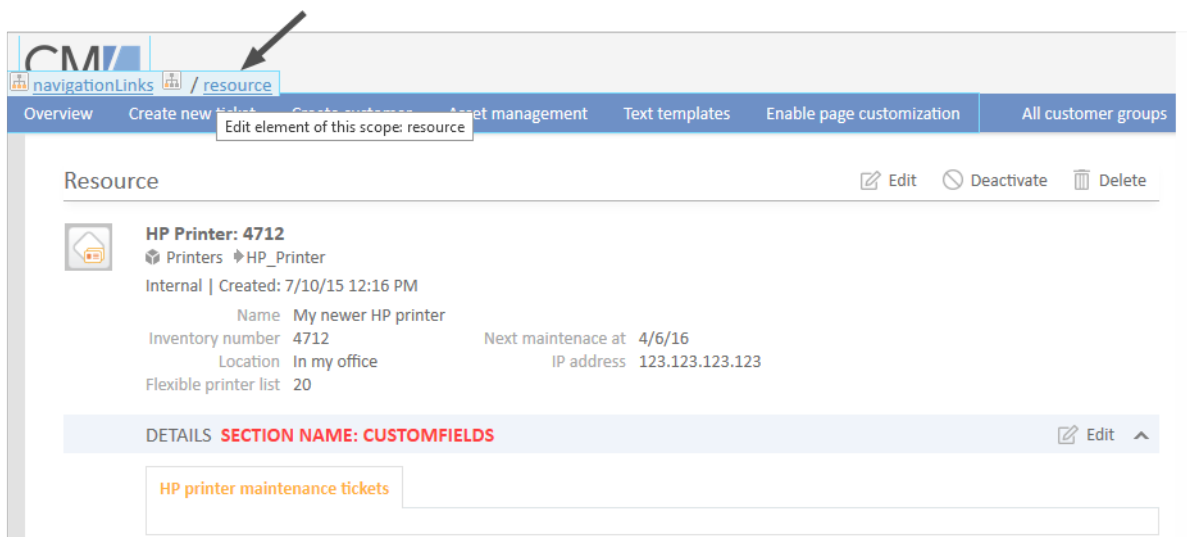 CM/
navigationLinks / resource
Overview Create new ticket Create customer Asset management Text templates Enable page customization All customer groups
Edit element of this scope: resource
Resource Edit Deactivate Delete
HP Printer: 4712
Printers HP_Printer
Internal | Created: 7/10/15 12:16 PM
Name My newer HP printer
Inventory number 4712 Next maintenace at 4/6/16
Location In my office IP address 123.123.123.123
Flexible printer list 20
DETAILS SECTION NAME: CUSTOMFIELDS Edit
HP printer maintenance tickets